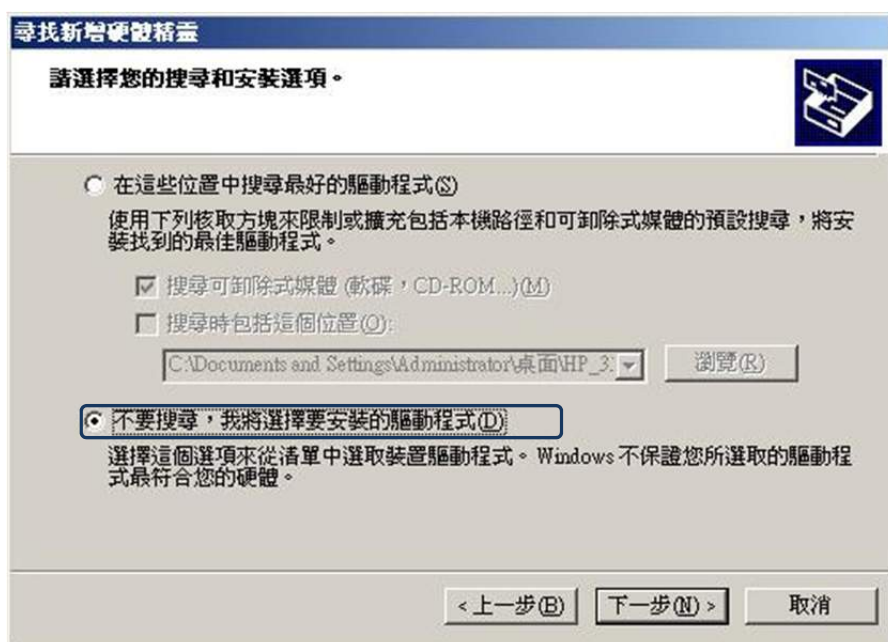 尋找新增硬體精靈
請選擇您的搜尋和安裝選項。
在這些位置中搜尋最好的驅動程式(S)
使用下列核取方塊來限制或擴充包括本機路徑和可卸除式媒體的預設搜尋，將安
裝找到的最佳驅動程式。
搜尋可卸除式媒體 (軟碟，CD-ROM...)(M)
搜尋時包括這個位置(O):
C:\Documents and Settings\Administrator\桌面\HP_3
瀏覽(R)
不要搜尋，我將選擇要安裝的驅動程式(D)
選擇這個選項來從清單中選取裝置驅動程式。Windows 不保證您所選取的驅動程
式最符合您的硬體。
< 上一步(B) 下一步(N) > 取消